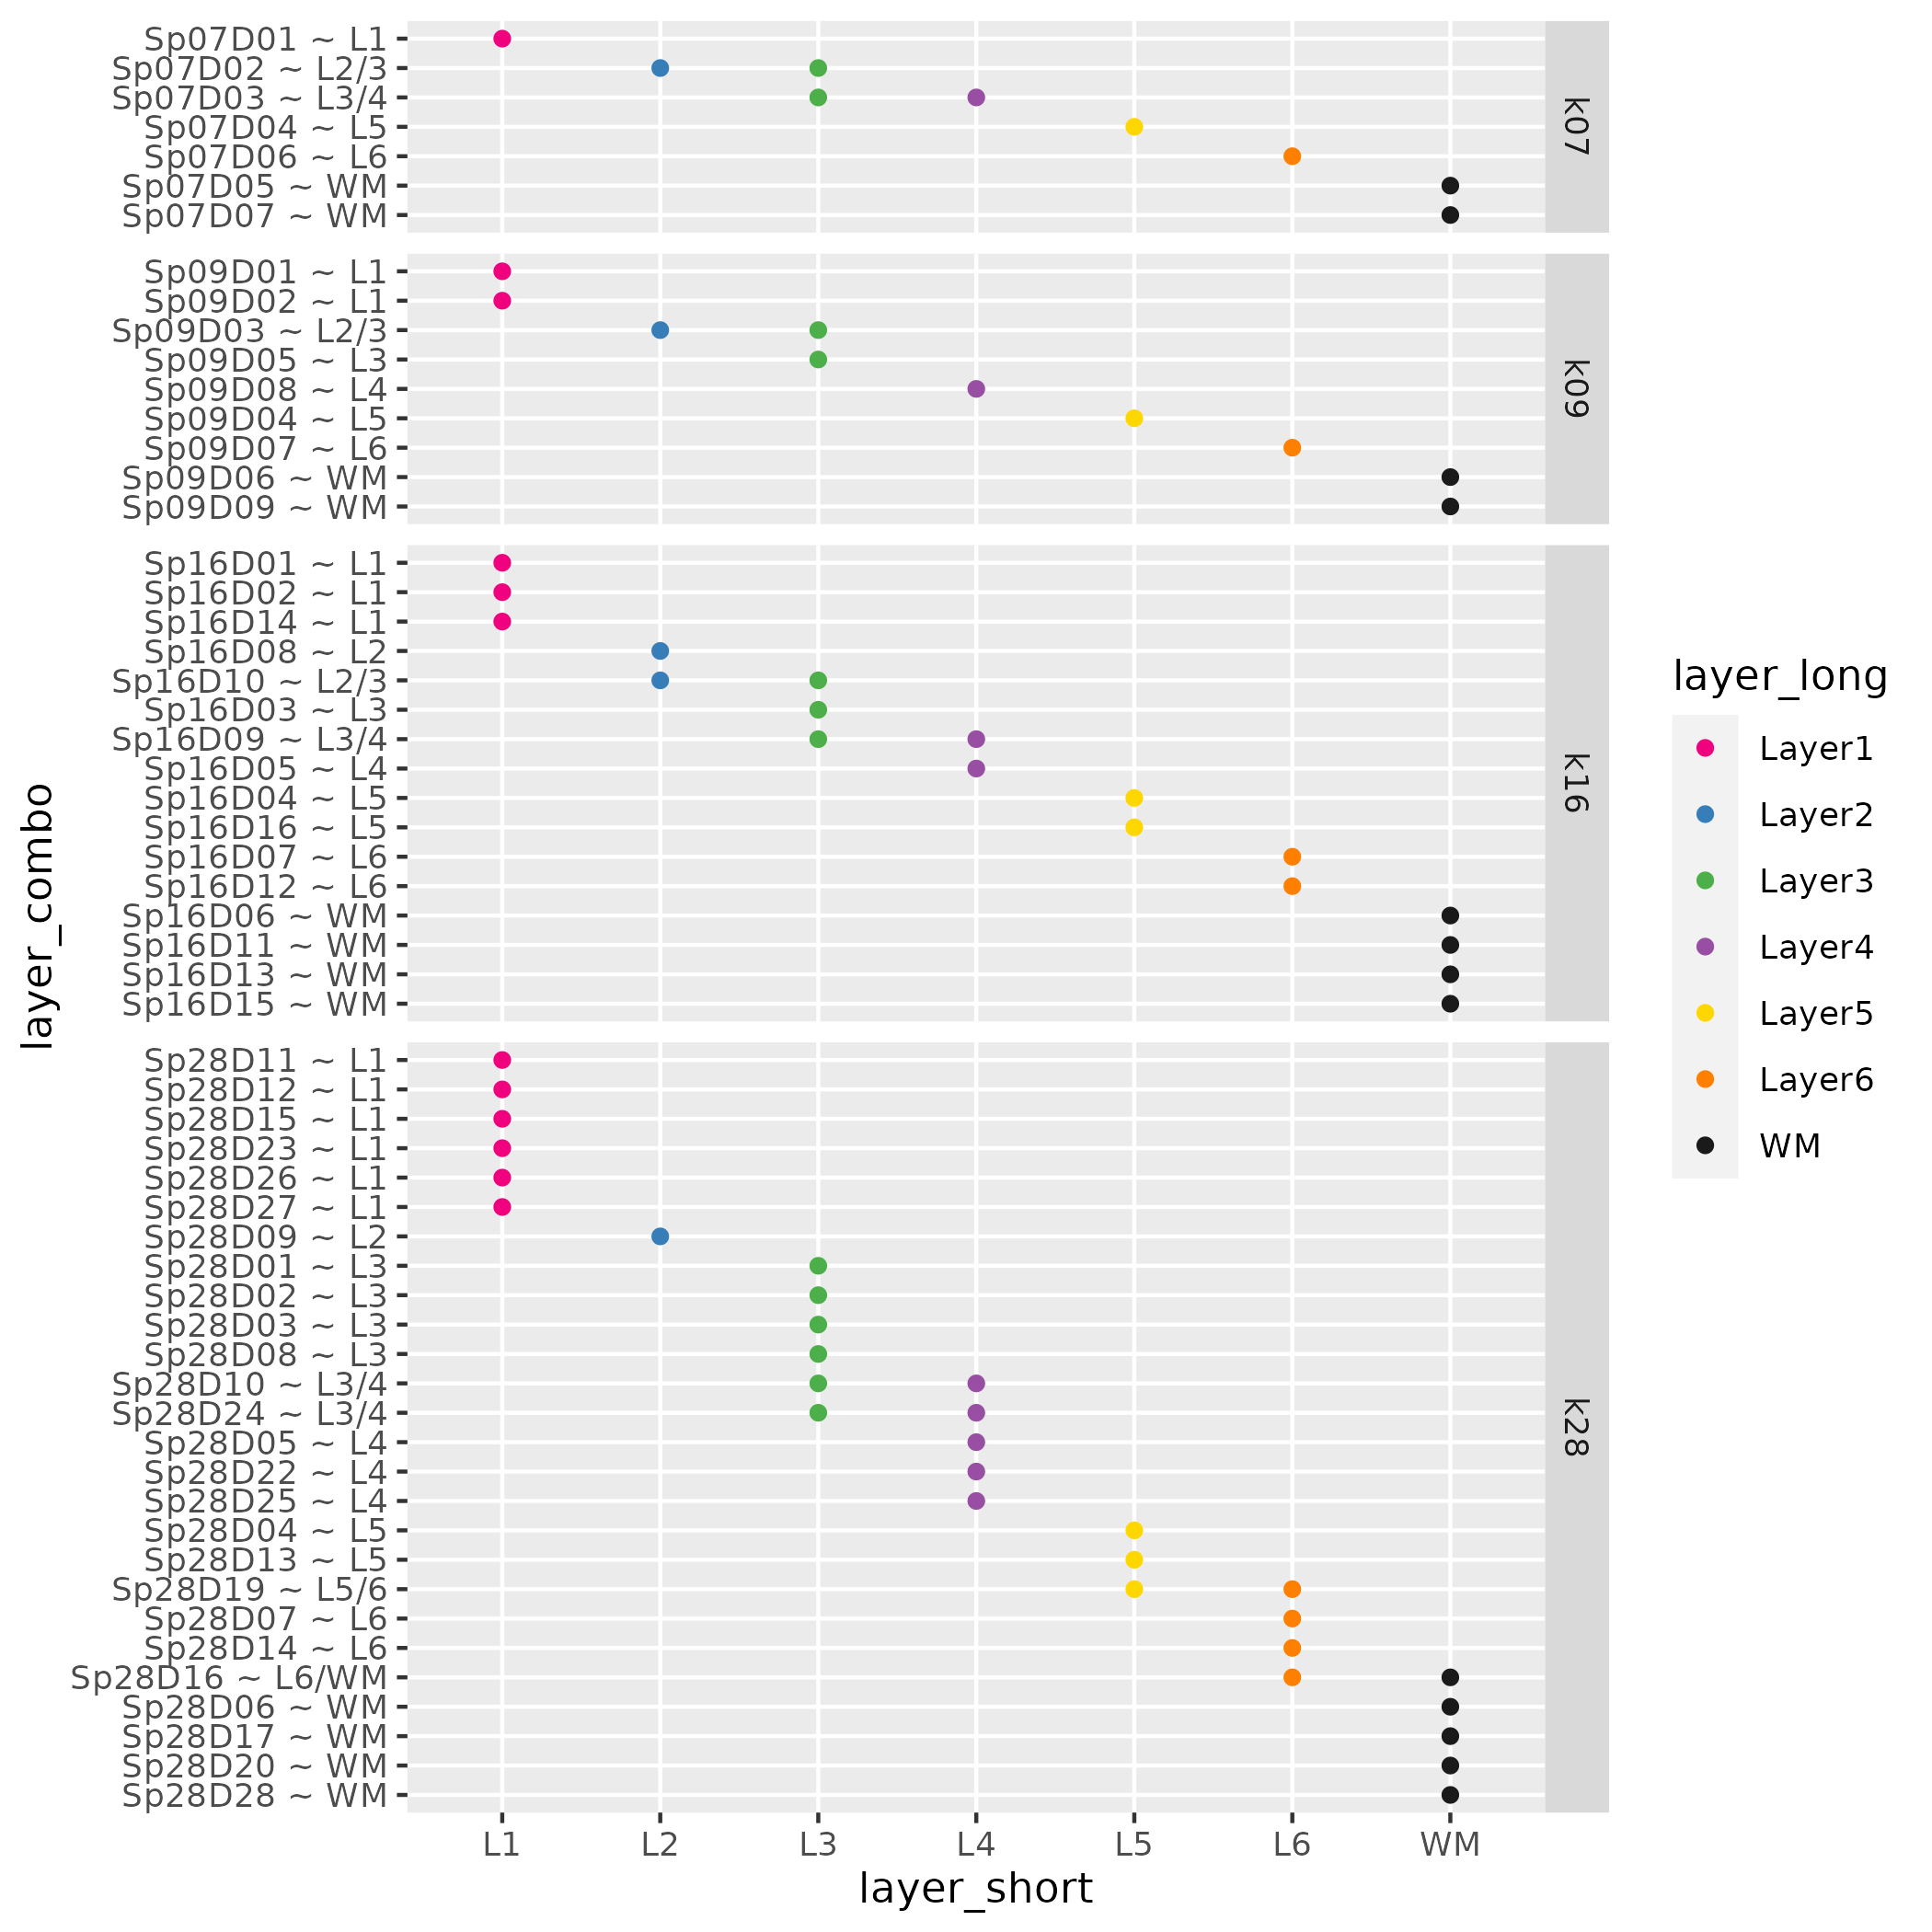 layer_combo
Sp07D01 ~ L1
Sp07D02 ~ L2/3
Sp07D03 ~ L3/4
Sp07D04 ~ L5
Sp07D06 ~ L6
Sp07D05 ~ WM
Sp07D07 ~ WM
k07
Sp09D01 ~ L1
Sp09D02 ~ L1
Sp09D03 ~ L2/3
Sp09D05 ~ L3
Sp09D08 ~ L4
Sp09D04 ~ L5
Sp09D07 ~ L6
Sp09D06 ~ WM
Sp09D09 ~ WM
k09
Sp16D01 ~ L1
Sp16D02 ~ L1
Sp16D14 ~ L1
Sp16D08 ~ L2
Sp16D10 ~ L2/3
Sp16D03 ~ L3
Sp16D09 ~ L3/4
Sp16D05 ~ L4
Sp16D04 ~ L5
Sp16D16 ~ L5
Sp16D07 ~ L6
Sp16D12 ~ L6
Sp16D06 ~ WM
Sp16D11 ~ WM
Sp16D13 ~ WM
Sp16D15 ~ WM
k16
Sp28D11 ~ L1
Sp28D12 ~ L1
Sp28D15 ~ L1
Sp28D23 ~ L1
Sp28D26 ~ L1
Sp28D27 ~ L1
Sp28D09 ~ L2
Sp28D01 ~ L3
Sp28D02 ~ L3
Sp28D03 ~ L3
Sp28D08 ~ L3
Sp28D10 ~ L3/4
Sp28D24 ~ L3/4
Sp28D05 ~ L4
Sp28D22 ~ L4
Sp28D25 ~ L4
Sp28D04 ~ L5
Sp28D13 ~ L5
Sp28D19 ~ L5/6
Sp28D07 ~ L6
Sp28D14 ~ L6
Sp28D16 ~ L6/WM
Sp28D06 ~ WM
Sp28D17 ~ WM
Sp28D20 ~ WM
Sp28D28 ~ WM
k28
L1 L2 L3 L4 L5 L6 WM
layer_short
layer_long
Layer1
Layer2
Layer3
Layer4
Layer5
Layer6
WM